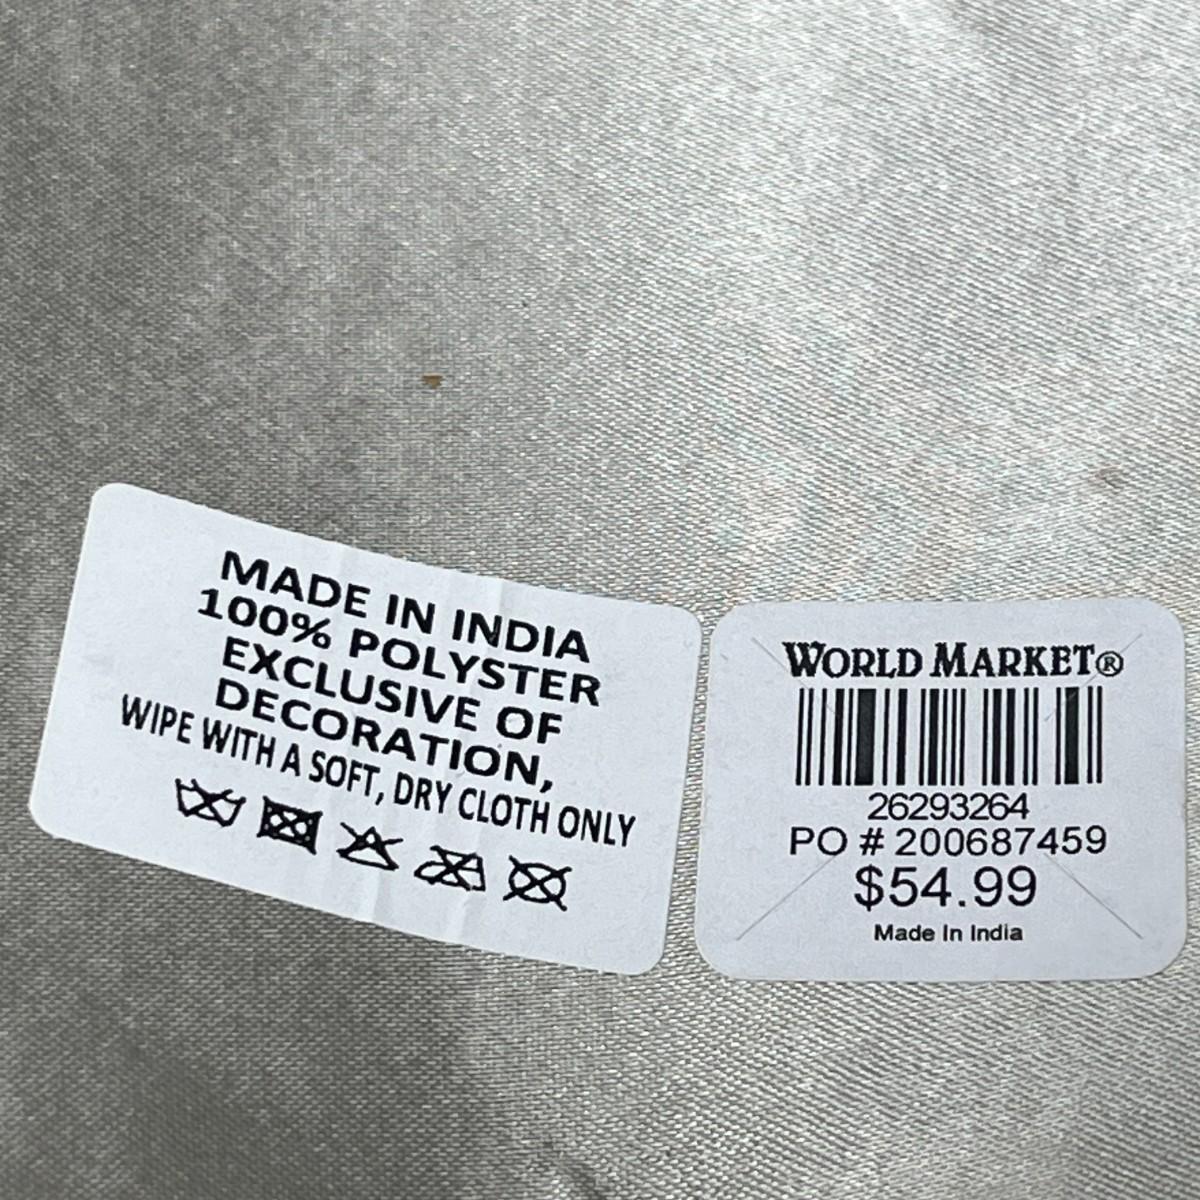 MADE IN INDIA
100% POLYSTER
EXCLUSIVE OF
DECORATION,
WIPE WITH A SOFT, DRY CLOTH ONLY
WORLD MARKET®
26293264
PO # 200687459
$54.99
Made In India